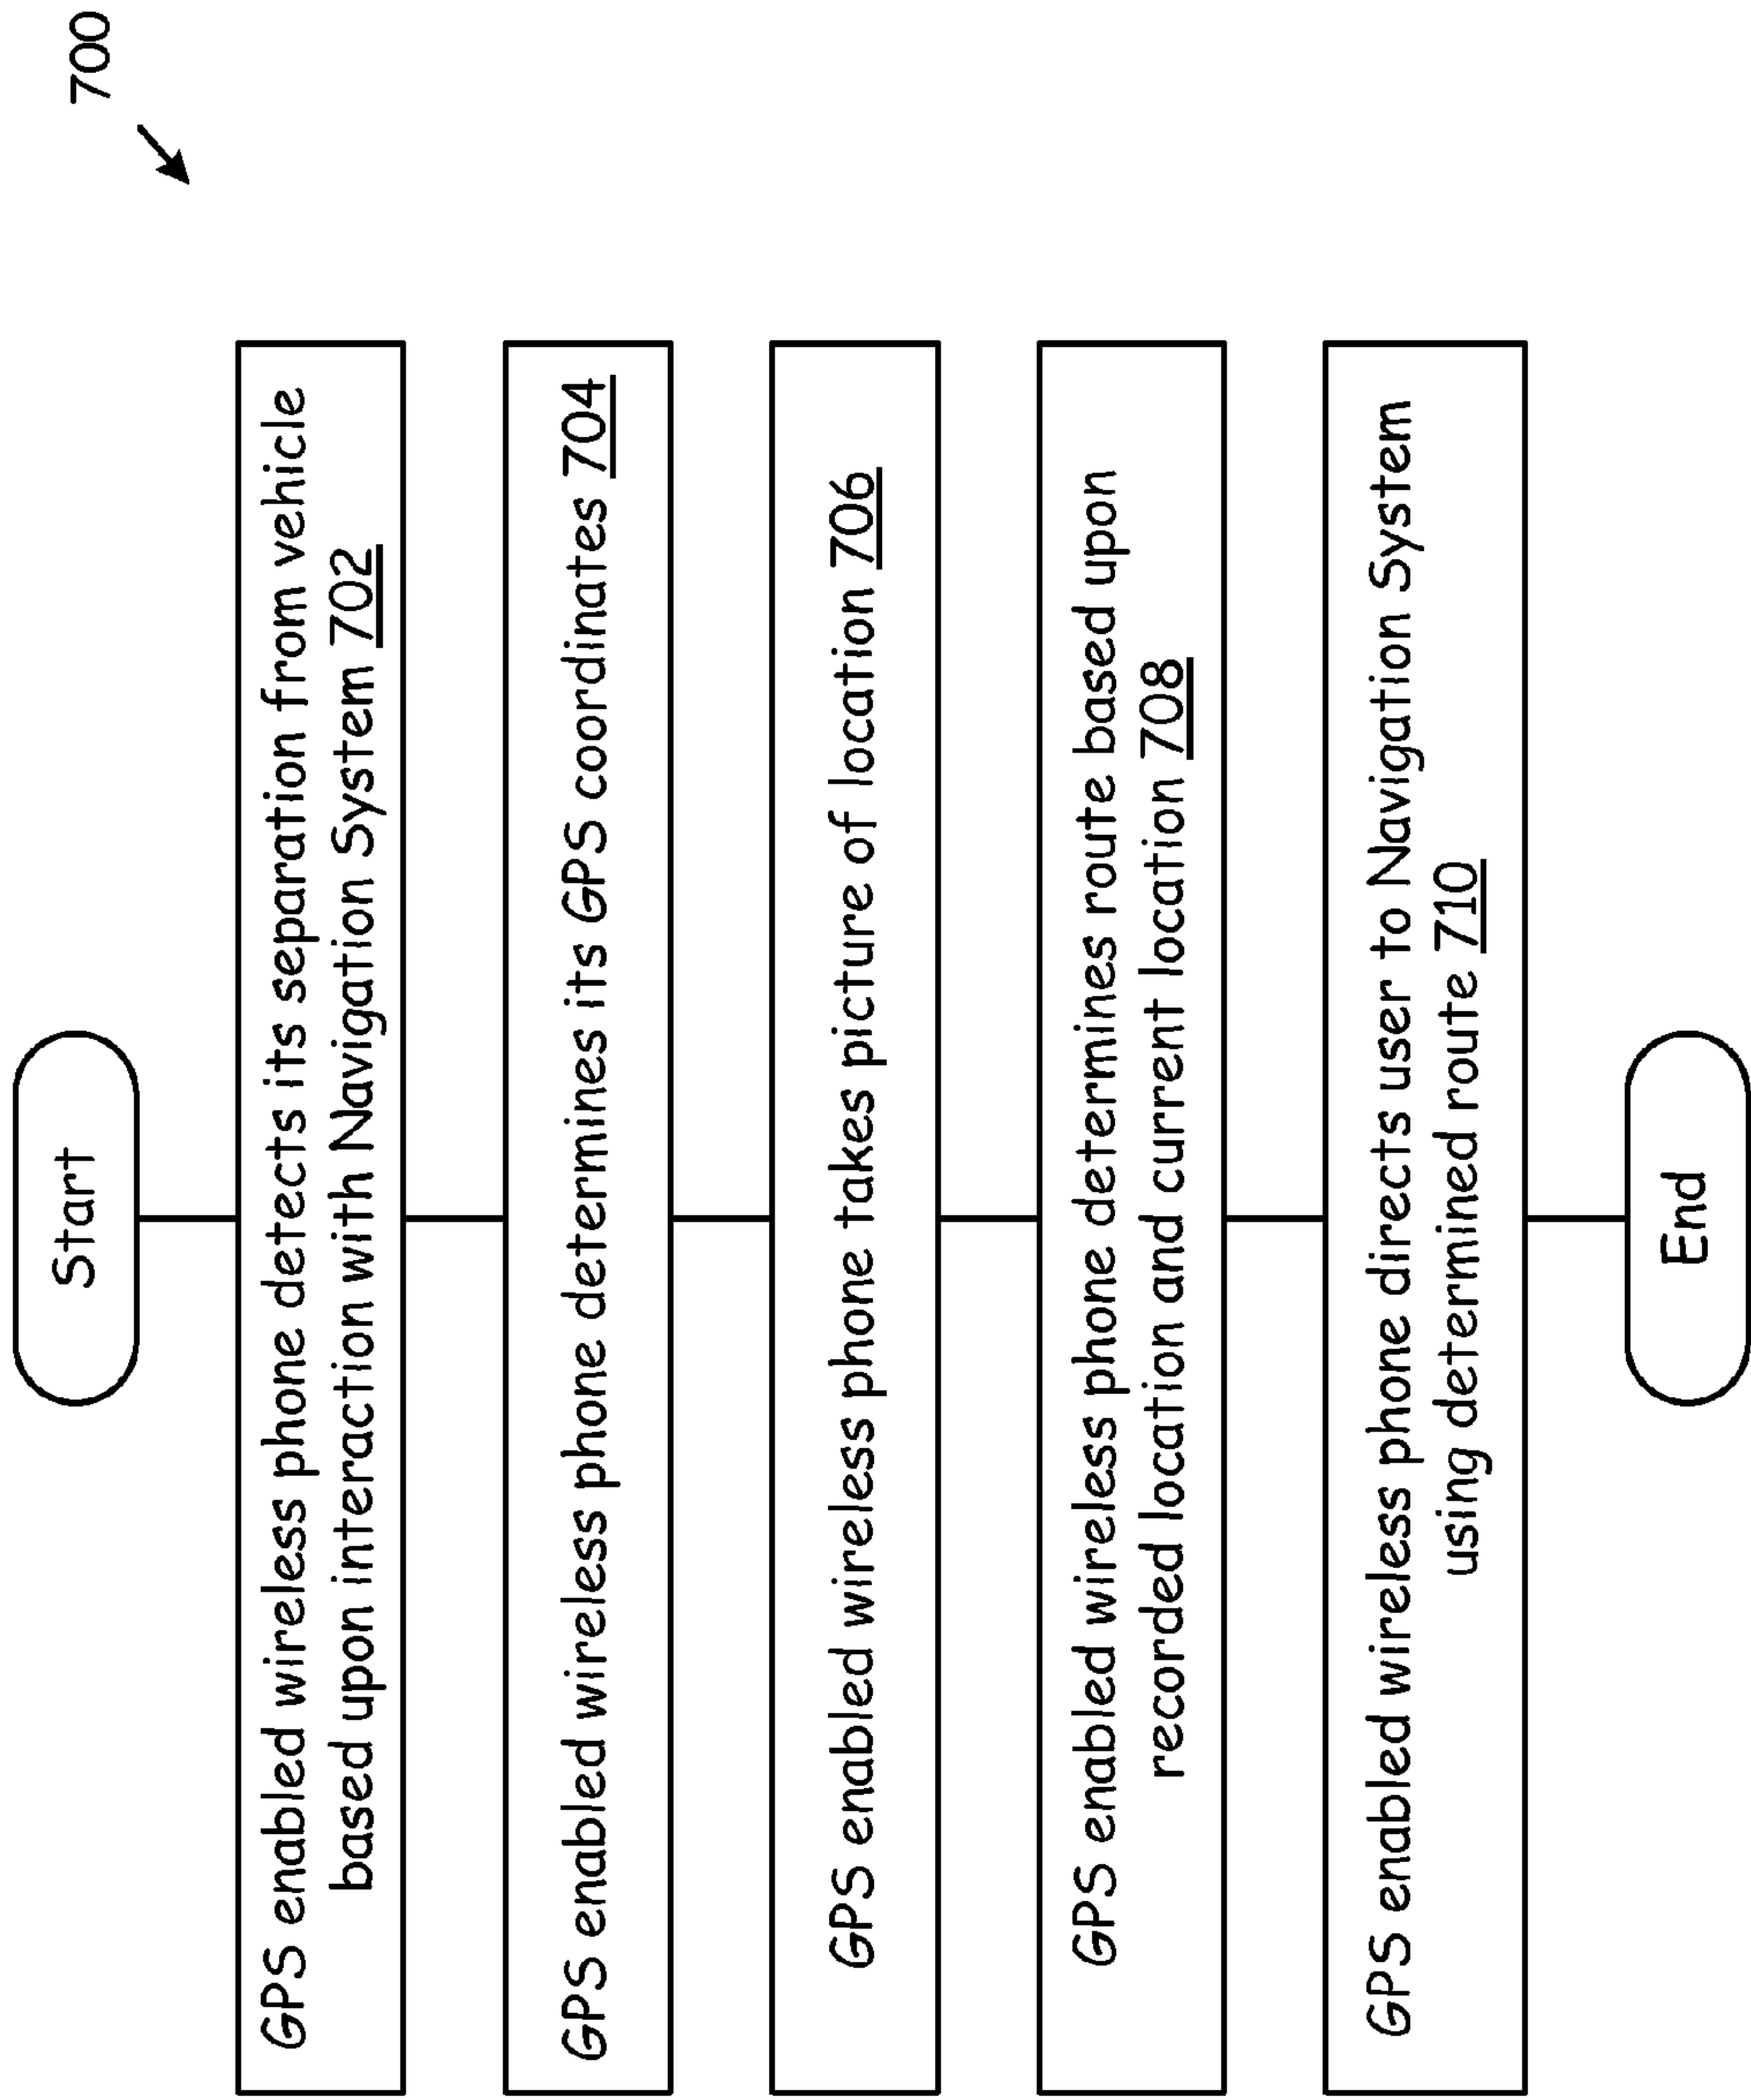 700
Start
GPS enabled wireless phone detects its separation from vehicle
based upon interaction with Navigation System 702
GPS enabled wireless phone determines its GPS coordinates 704
GPS enabled wireless phone takes picture of location 706
GPS enabled wireless phone determines route based upon
recorded location and current location 708
GPS enabled wireless phone directs user to Navigation System
using determined route 710
End